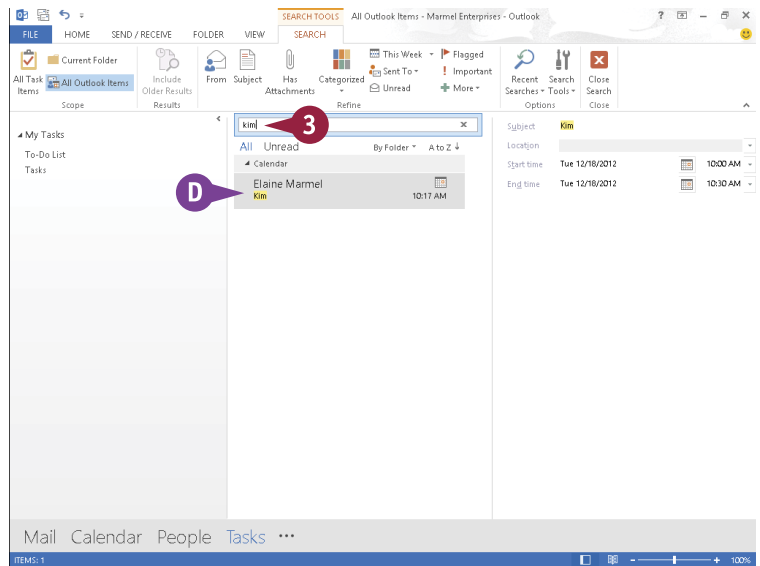 SEARCH TOOLS All Outlook Items - Marmel Enterprises - Outlook ?
FILE HOME SEND / RECEIVE FOLDER VIEW SEARCH
All Task Items
Current Folder
All Outlook Items
Scope
Include Older Results
Results
From
Subject
Has Attachments
Categorized
This Week
Sent To
Unread
Flagged
Important
More
Refine
Recent Searches
Search Tools
Options
Close Search
Close
My Tasks
To-Do List
Tasks
kim
3
All Unread By Folder A to Z
Calendar
Elaine Marmel
Kim 10:17 AM
D
Subject Kim
Location
Start time Tue 12/18/2012 10:00 AM
End time Tue 12/18/2012 10:30 AM
Mail Calendar People Tasks •••
ITEMS: 1 100%